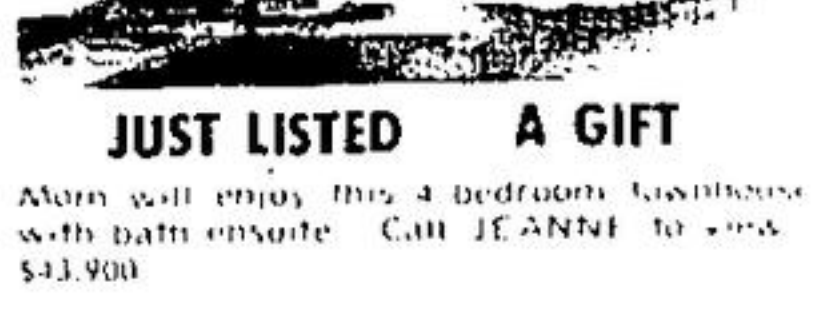 JUST LISTED A GIFT
Mom will enjoy this 4 bedroom townhouse
with bath ensuite Call JEANNE to view
$43,900